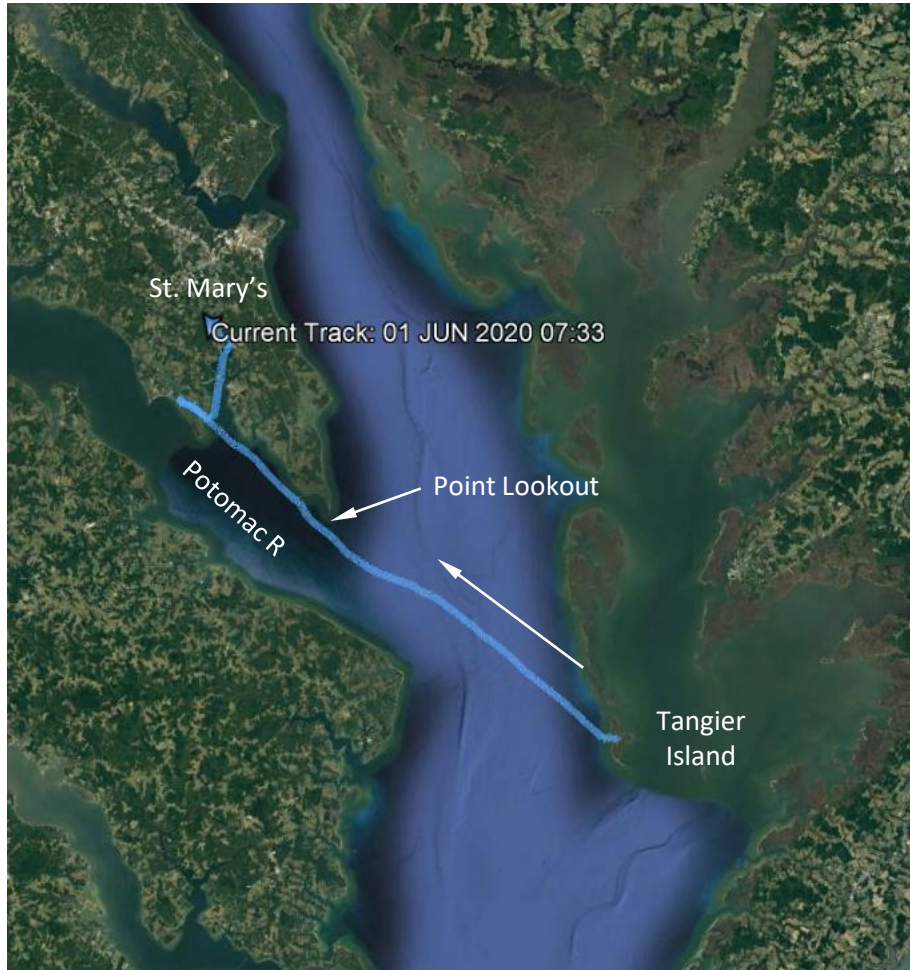 St. Mary's
Current Track: 01 JUN 2020 07:33
Point Lookout
Potomac R
Tangier
Island